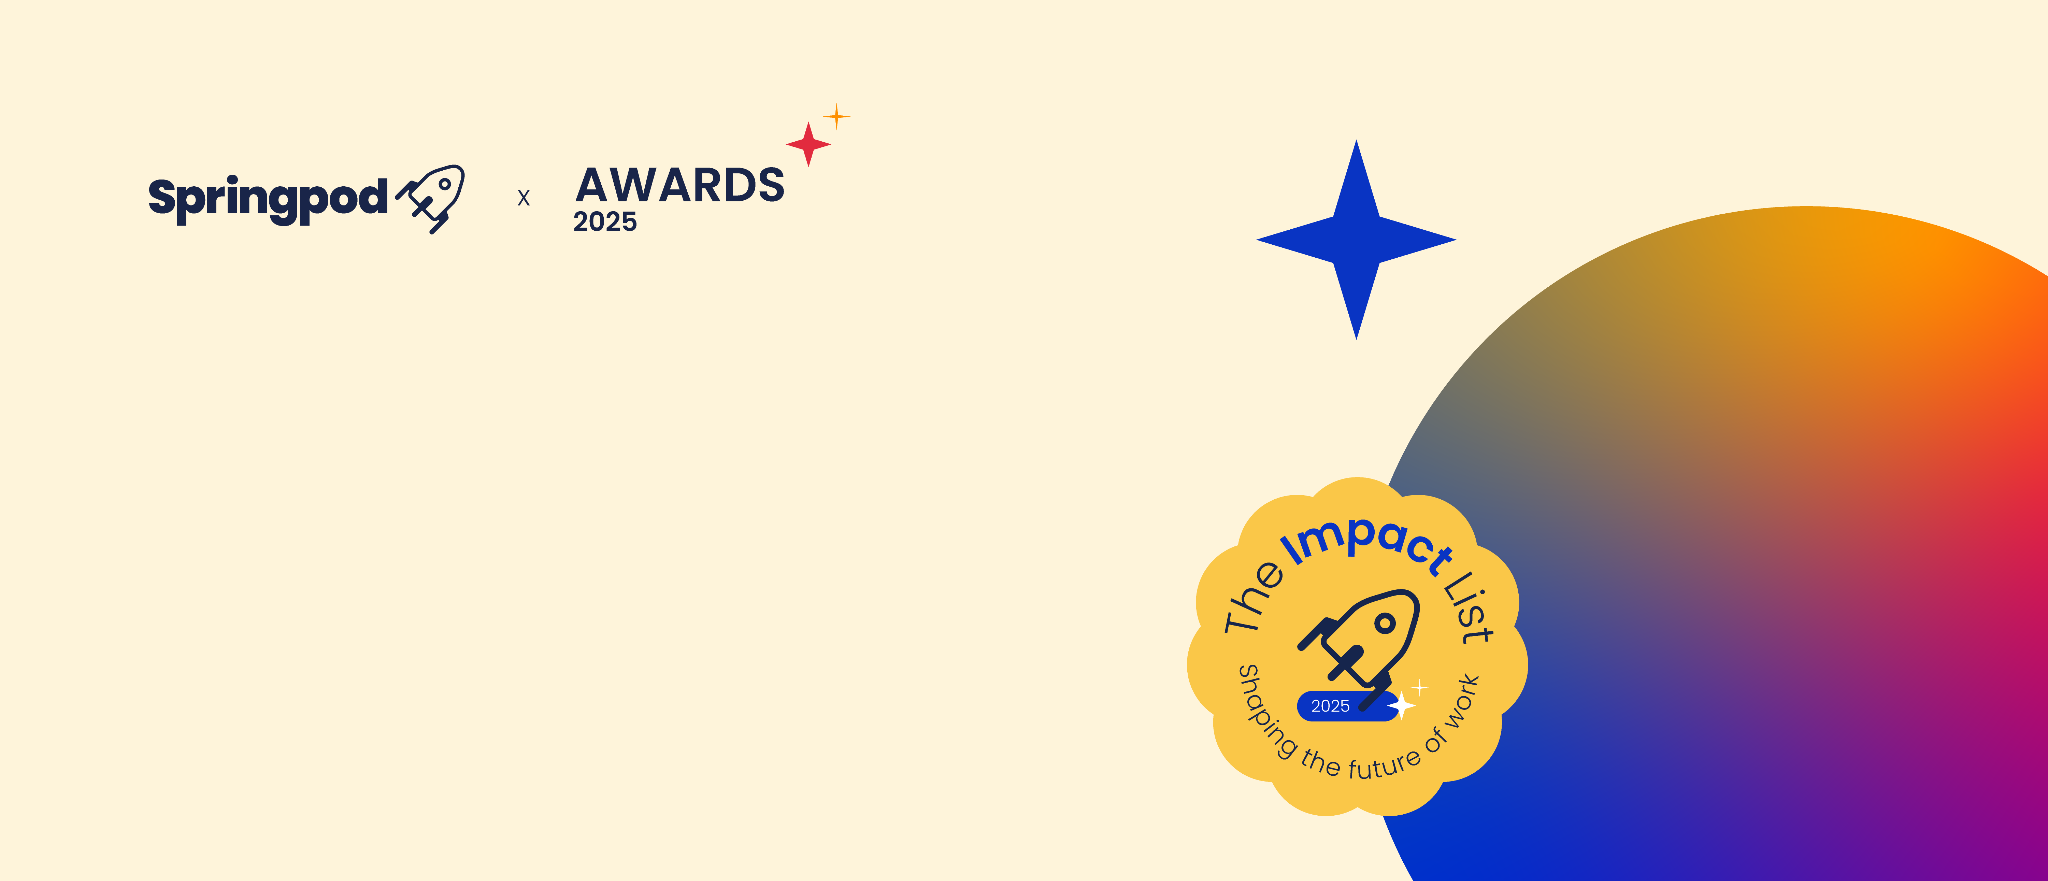 Springpod x AWARDS
2025
The Impact List
2025
Shaping the future of work